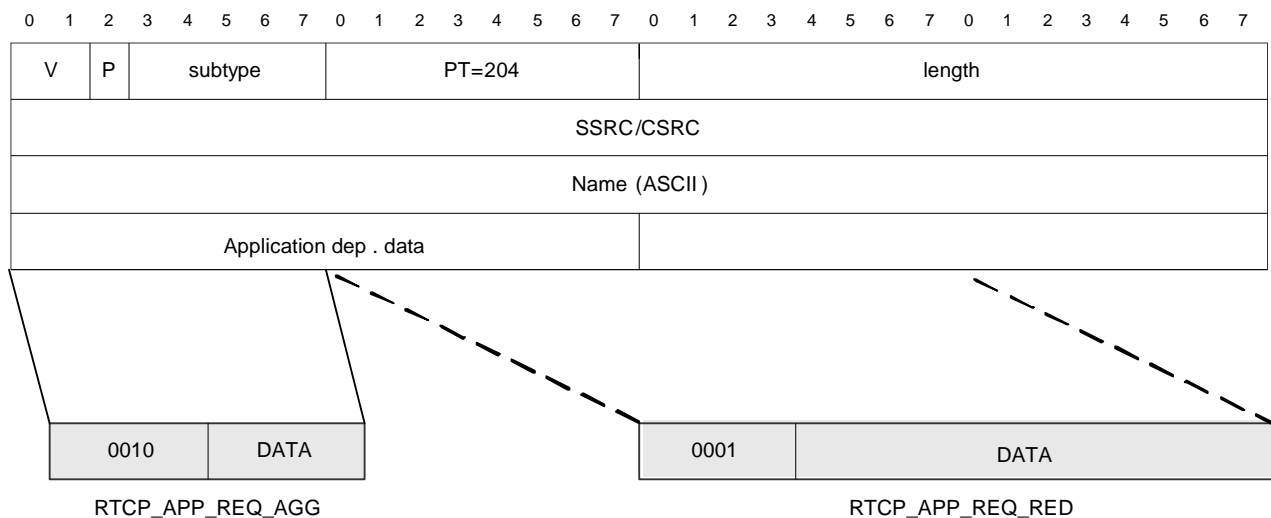 0 1 2 3 4 5 6 7 0 1 2 3 4 5 6 7 0 1 2 3 4 5 6 7 0 1 2 3 4 5 6 7
V P subtype PT=204 length
SSRC/CSRC
Name (ASCII)
Application dep . data
0010 DATA 0001 DATA
RTCP_APP_REQ_AGG RTCP_APP_REQ_RED